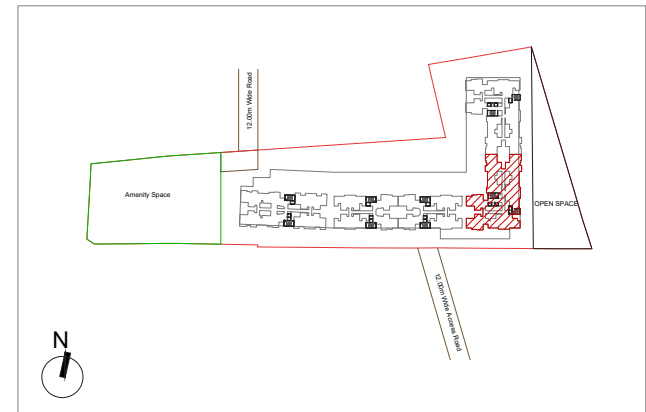 12.00m Wide Road
Amenity Space
OPEN SPACE
12.00m Wide Access Road
N